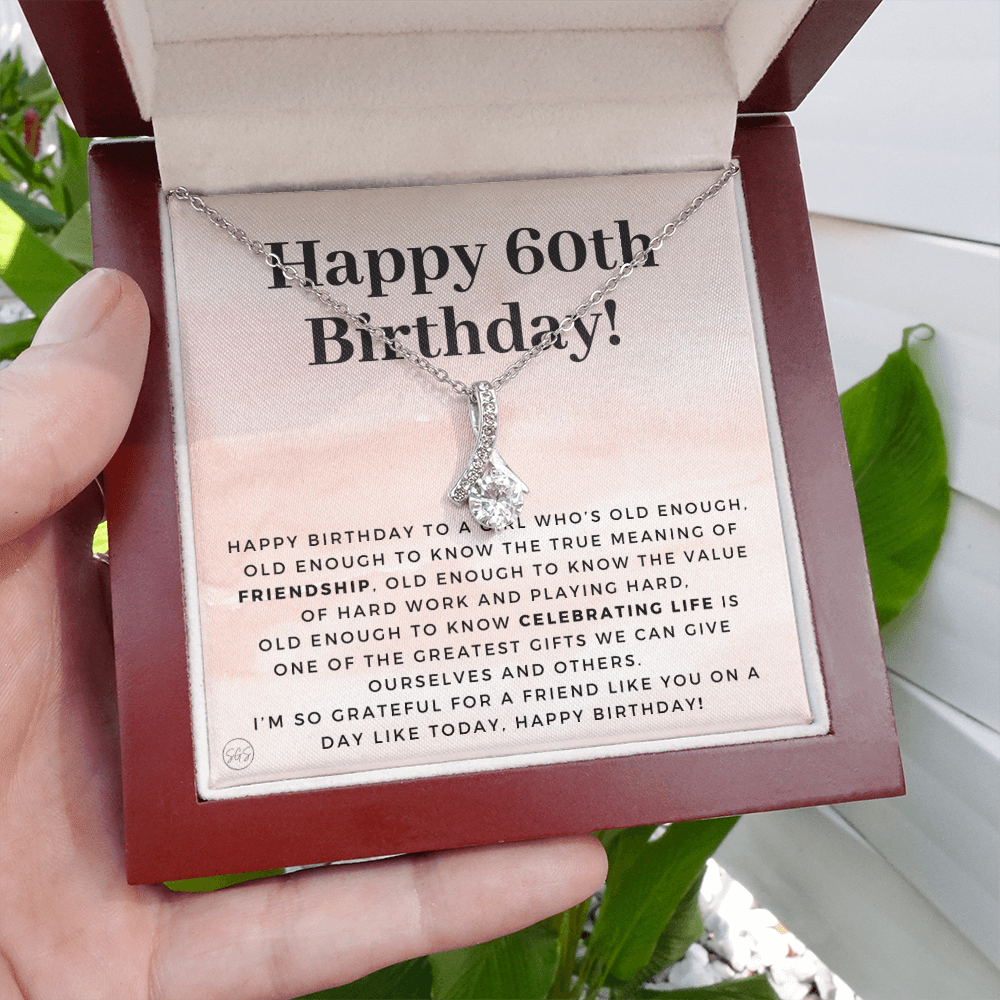 Happy 60th
Birthday!
HAPPY BIRTHDAY TO A GIRL WHO'S OLD ENOUGH,
OLD ENOUGH TO KNOW THE TRUE MEANING OF
FRIENDSHIP, OLD ENOUGH TO KNOW THE VALUE
OF HARD WORK AND PLAYING HARD,
OLD ENOUGH TO KNOW CELEBRATING LIFE IS
ONE OF THE GREATEST GIFTS WE CAN GIVE
OURSELVES AND OTHERS.
I'M SO GRATEFUL FOR A FRIEND LIKE YOU ON A
DAY LIKE TODAY, HAPPY BIRTHDAY!
SGS